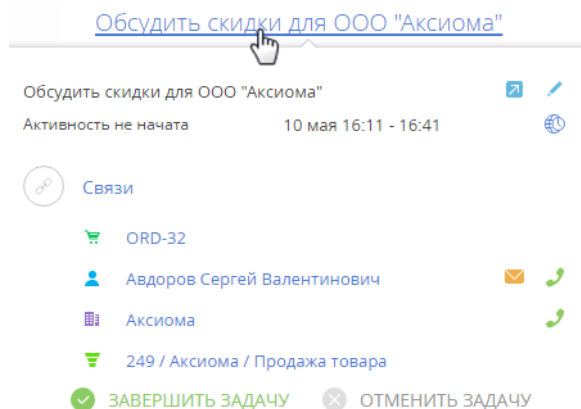 Обсудить скидки для ООО "Аксиома"
Обсудить скидки для ООО "Аксиома"
Активность не начата 10 мая 16:11 - 16:41
Связи
ORD-32
Авдоров Сергей Валентинович
Аксиома
249 / Аксиома / Продажа товара
ЗАВЕРШИТЬ ЗАДАЧУ ОТМЕНИТЬ ЗАДАЧУ